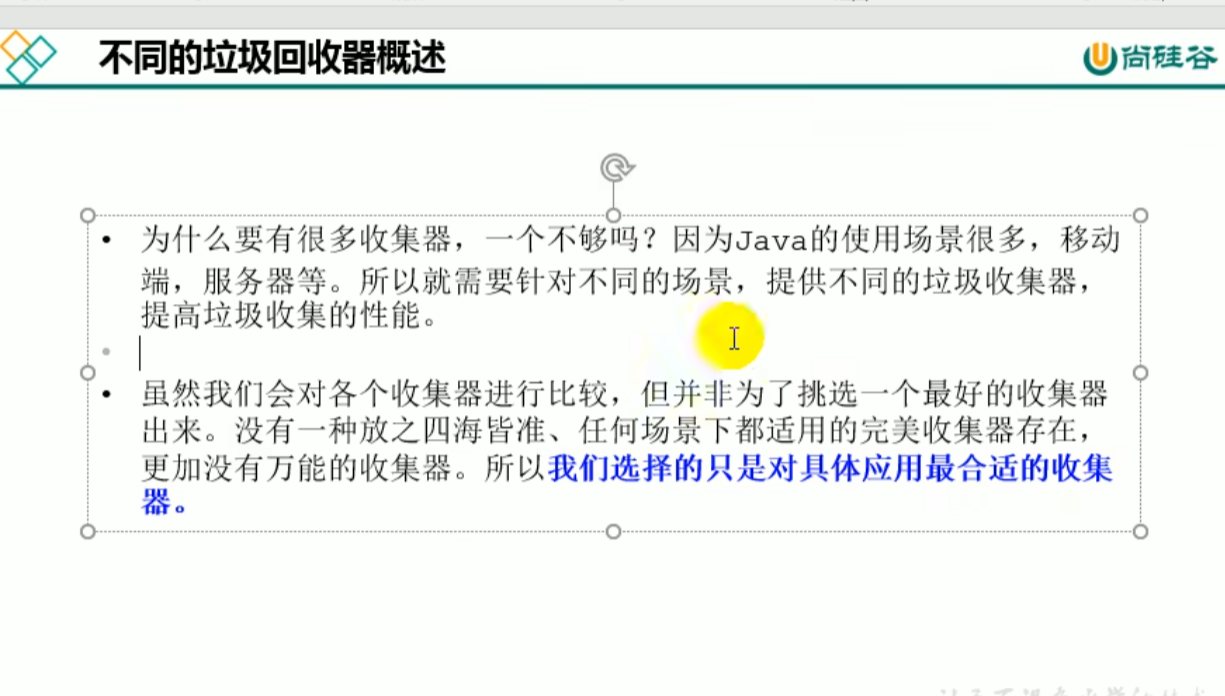 不同的垃圾回收器概述
尚硅谷
• 为什么要有很多收集器，一个不够吗？因为Java的使用场景很多，移动
端，服务器等。所以就需要针对不同的场景，提供不同的垃圾收集器，
提高垃圾收集的性能。
• 虽然我们会对各个收集器进行比较，但并非为了挑选一个最好的收集器
出来。没有一种放之四海皆准、任何场景下都适用的完美收集器存在，
更加没有万能的收集器。所以我们选择的只是对具体应用最合适的收集
器。